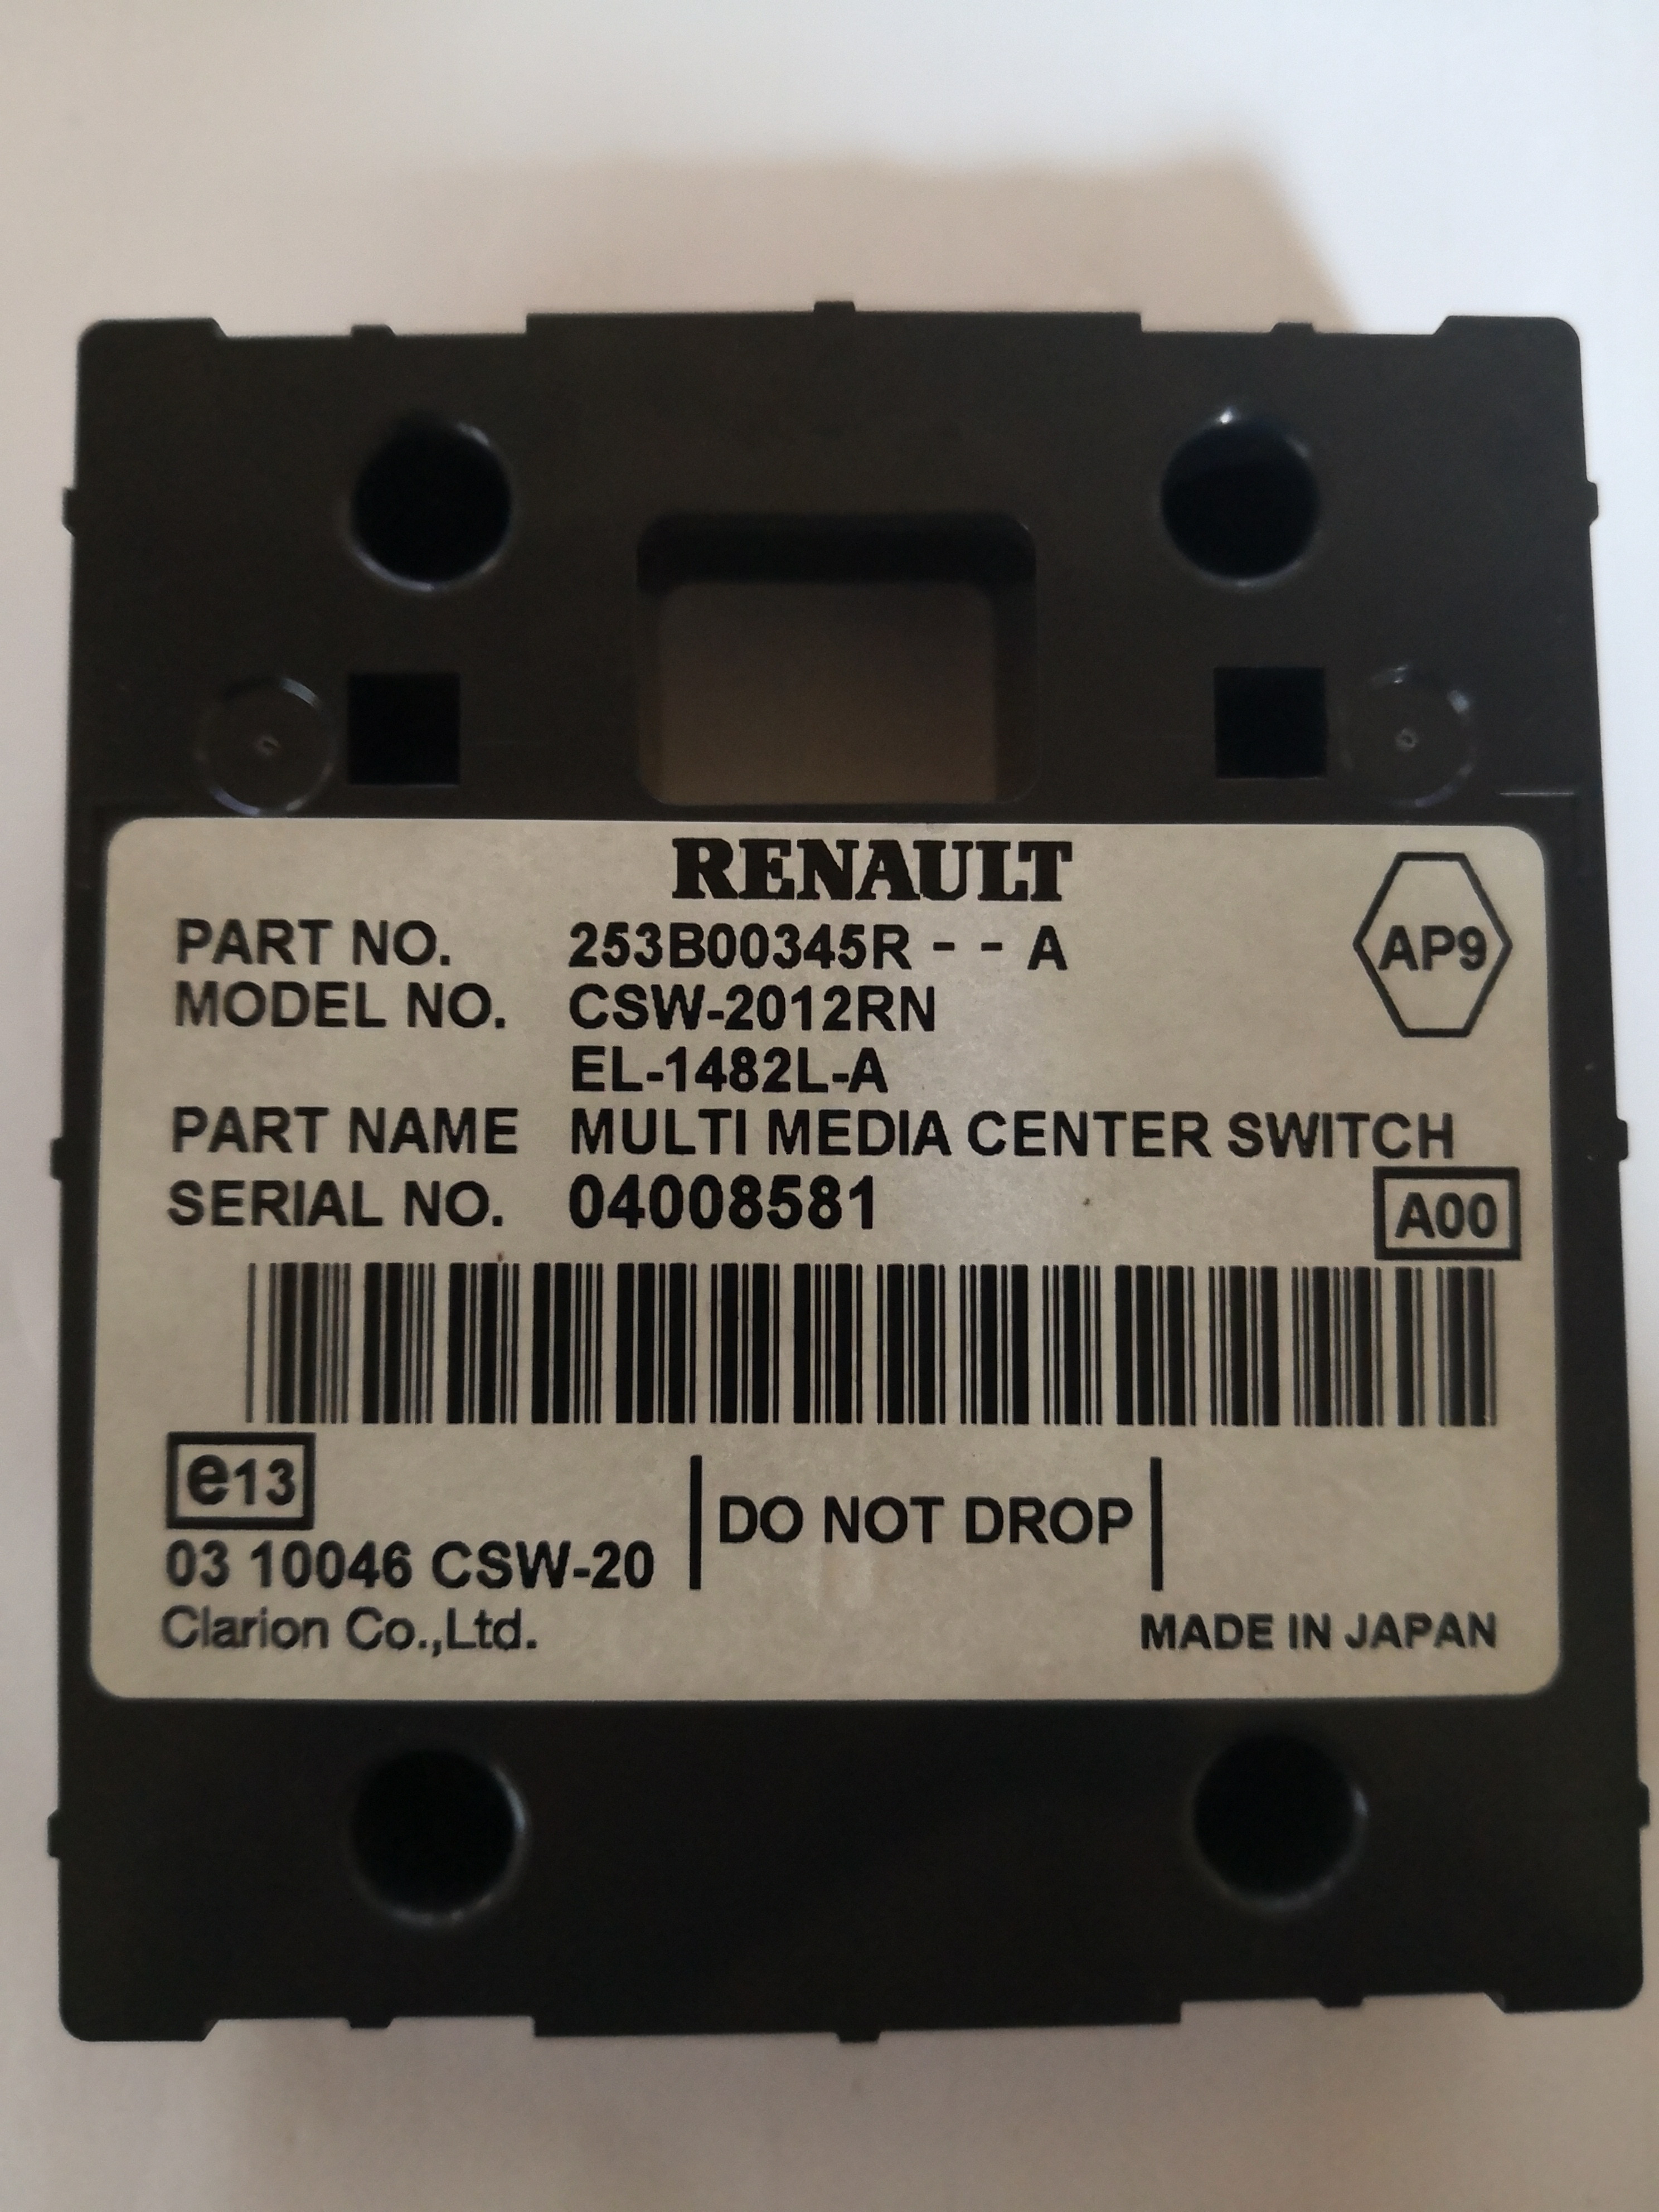 RENAULT
PART NO. 253B00345R - - A
AP9
MODEL NO. CSW-2012RN
EL-1482L-A
PART NAME MULTI MEDIA CENTER SWITCH
SERIAL NO. 04008581
A00
e13
DO NOT DROP
03 10046 CSW-20
Clarion Co.,Ltd.
MADE IN JAPAN